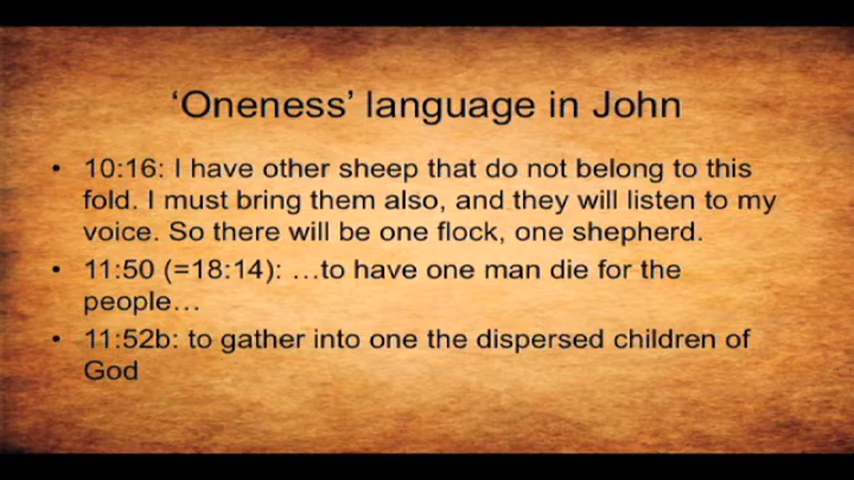 ‘Oneness’ language in John
• 10:16: I have other sheep that do not belong to this
fold. I must bring them also, and they will listen to my
voice. So there will be one flock, one shepherd.
• 11:50 (=18:14): …to have one man die for the
people…
• 11:52b: to gather into one the dispersed children of
God